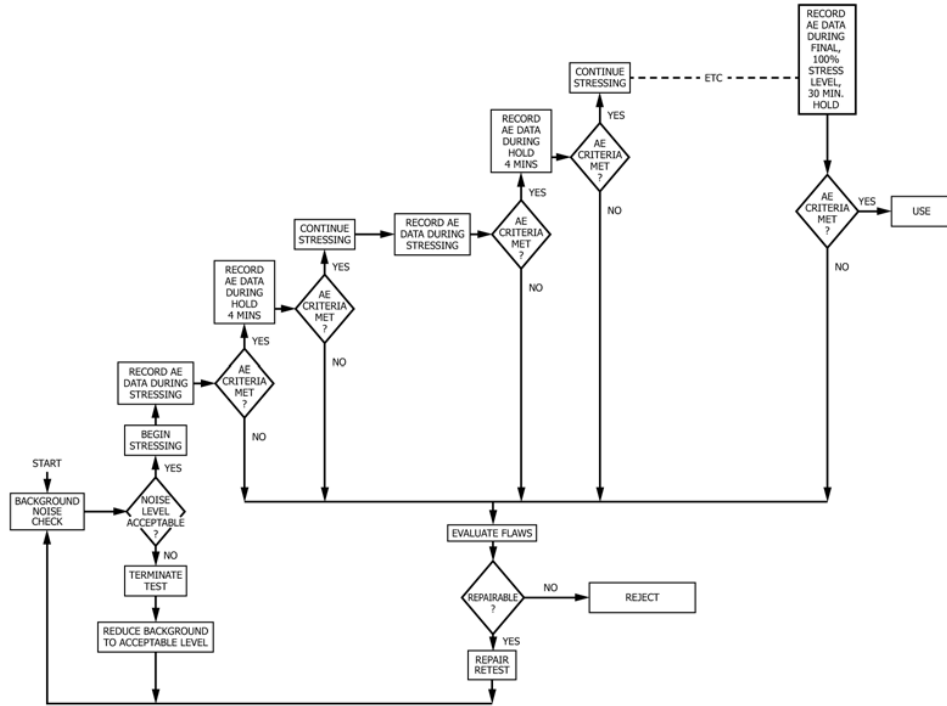 START
BACKGROUND
NOISE
CHECK
NOISE
LEVEL
ACCEPTABLE
?
YES
NO
BEGIN
STRESSING
RECORD AE
DATA DURING
STRESSING
AE
CRITERIA
MET
?
YES
NO
RECORD
AE DATA
DURING
HOLD
4 MINS
AE
CRITERIA
MET
?
YES
NO
CONTINUE
STRESSING
RECORD AE
DATA DURING
STRESSING
AE
CRITERIA
MET
?
YES
NO
RECORD
AE DATA
DURING
HOLD
4 MINS
AE
CRITERIA
MET
?
YES
NO
CONTINUE
STRESSING
ETC
RECORD
AE DATA
DURING
FINAL,
100%
STRESS
LEVEL,
30 MIN.
HOLD
AE
CRITERIA
MET
?
YES
NO
USE
EVALUATE FLAWS
REPAIRABLE
?
NO
REJECT
YES
REPAIR
RETEST
TERMINATE
TEST
REDUCE BACKGROUND
TO ACCEPTABLE LEVEL